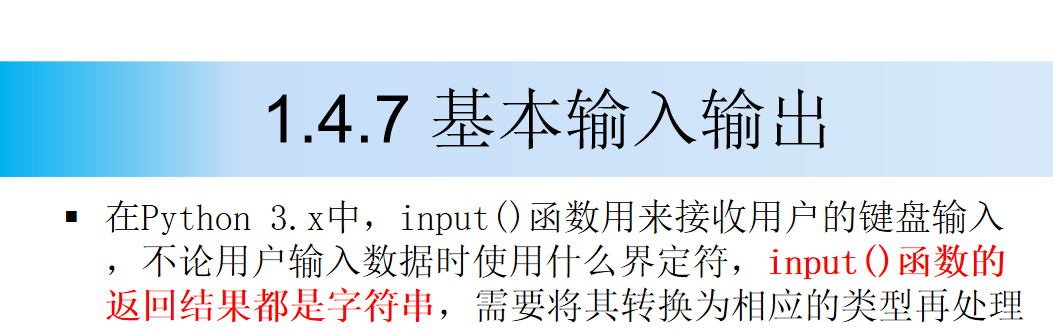 1.4.7 基本输入输出
▪ 在Python 3.x中，input()函数用来接收用户的键盘输入
，不论用户输入数据时使用什么界定符，input()函数的
返回结果都是字符串，需要将其转换为相应的类型再处理